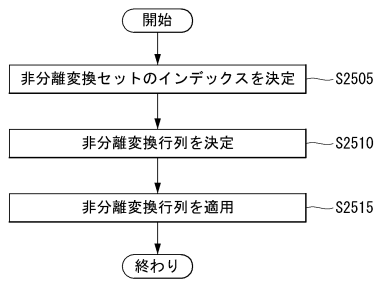 開始
非分離変換セットのインデックスを決定
S2505
非分離変換行列を決定
S2510
非分離変換行列を適用
S2515
終わり